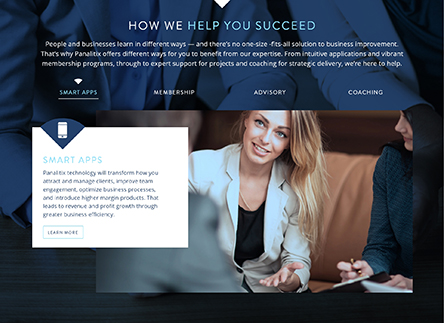 HOW WE HELP YOU SUCCEED
People and businesses learn in different ways — and there's no one-size -fits-all solution to business improvement.
That's why Panalitix offers different ways for you to benefit from our expertise. From intuitive applications and vibrant
membership programs, through to expert support for projects and coaching for strategic delivery, we're here to help.
SMART APPS MEMBERSHIP ADVISORY COACHING
SMART APPS
Panalitix technology will transform how you
attract and manage clients, improve team
engagement, optimize business processes,
and introduce higher margin products. That
leads to revenue and profit growth through
greater business efficiency.
LEARN MORE